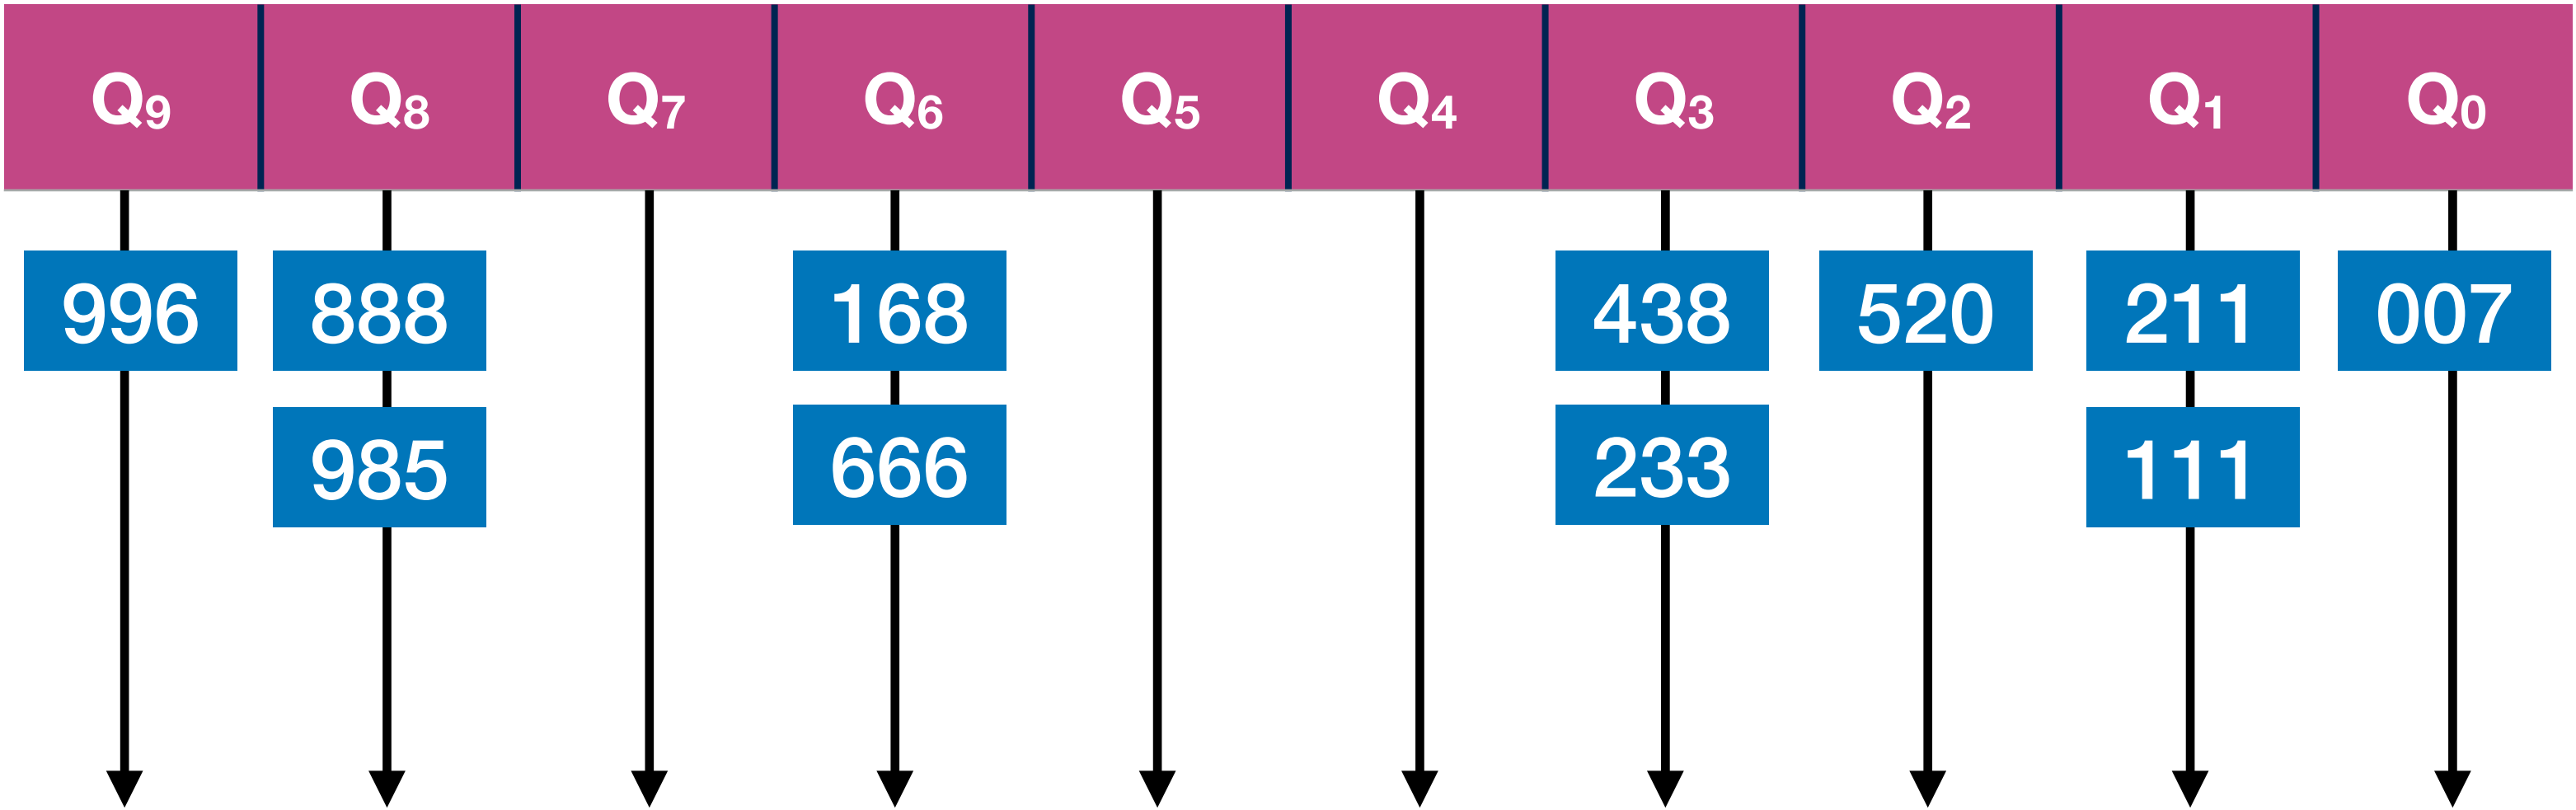 Q₉ Q₈ Q₇ Q₆ Q₅ Q₄ Q₃ Q₂ Q₁ Q₀
996 888 168 438 520 211 007
985 666 233 111